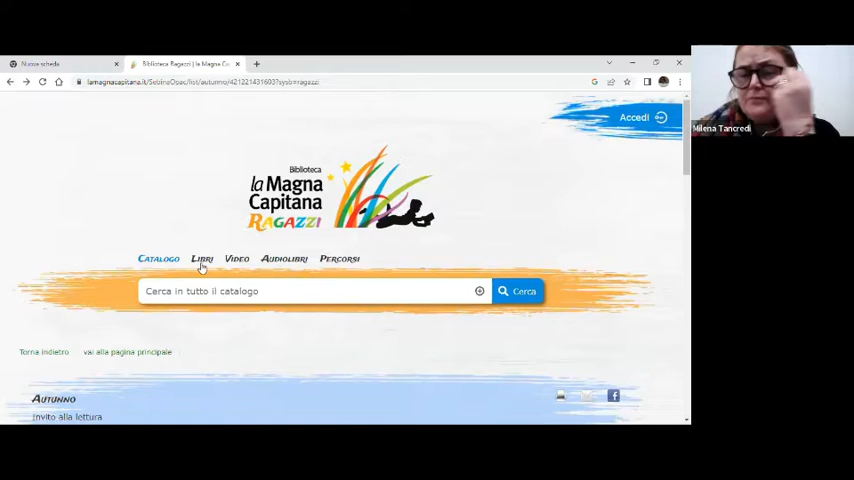 Nuova scheda
Biblioteca Ragazzi | la Magna Ca
lamagnacapitana.it/SebinaOpac/list/autunno/421221431603?sysb=ragazzi
Accedi
Milena Tancredi
Biblioteca
la Magna
Capitana
RAGAZZI
CATALOGO LIBRI VIDEO AUDIOLIBRI PERCORSI
Cerca in tutto il catalogo
Cerca
Torna indietro vai alla pagina principale
AUTUNNO
Invito alla lettura